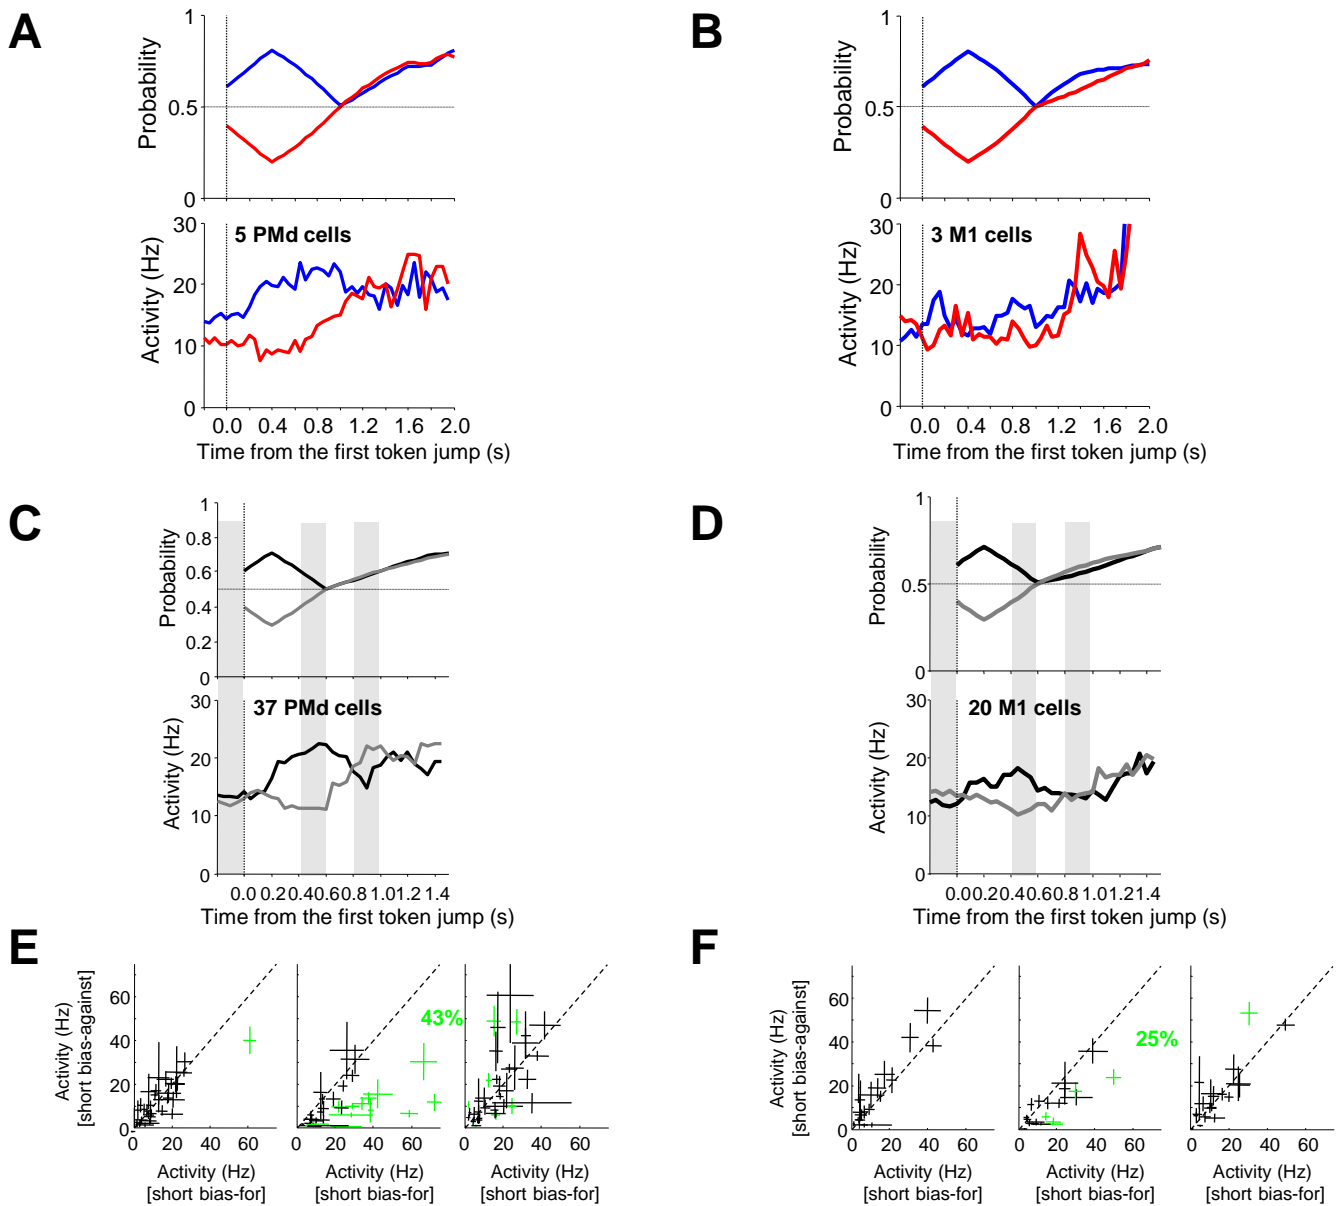 A
1
Probability
0.5
0
30
5 PMd cells
Activity (Hz)
20
10
0
0.0 0.4 0.8 1.2 1.6 2.0
Time from the first token jump (s)
B
1
Probability
0.5
0
30
3 M1 cells
Activity (Hz)
20
10
0
0.0 0.4 0.8 1.2 1.6 2.0
Time from the first token jump (s)
C
1
Probability
0.8
0.6
0.4
0.2
0
30
37 PMd cells
Activity (Hz)
20
10
0
0.0 0.2 0.4 0.6 0.8 1.0 1.2 1.4
Time from the first token jump (s)
D
1
Probability
0.5
0
30
20 M1 cells
Activity (Hz)
20
10
0
0.0 0.2 0.4 0.6 0.8 1.0 1.2 1.4
Time from the first token jump (s)
E
Activity (Hz)
[short bias-against]
60
40
20
0
43%
0 20 40 60
0 20 40 60
0 20 40 60
Activity (Hz)
[short bias-for]
Activity (Hz)
[short bias-for]
Activity (Hz)
[short bias-for]
F
Activity (Hz)
[short bias-against]
60
40
20
0
25%
0 20 40 60
0 20 40 60
0 20 40 60
Activity (Hz)
[short bias-for]
Activity (Hz)
[short bias-for]
Activity (Hz)
[short bias-for]